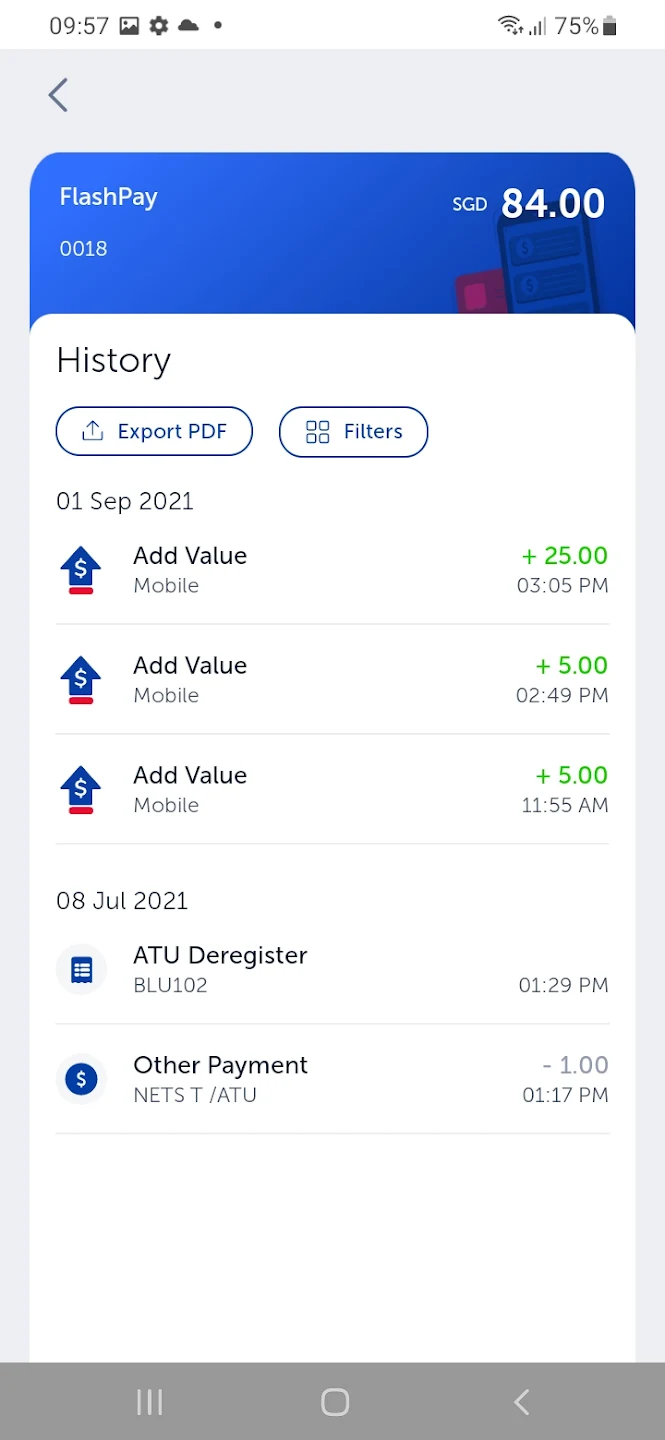 09:57
75%
FlashPay
SGD 84.00
0018
History
Export PDF
Filters
01 Sep 2021
Add Value + 25.00
Mobile 03:05 PM
Add Value + 5.00
Mobile 02:49 PM
Add Value + 5.00
Mobile 11:55 AM
08 Jul 2021
ATU Deregister
BLU102 01:29 PM
Other Payment - 1.00
NETS T /ATU 01:17 PM